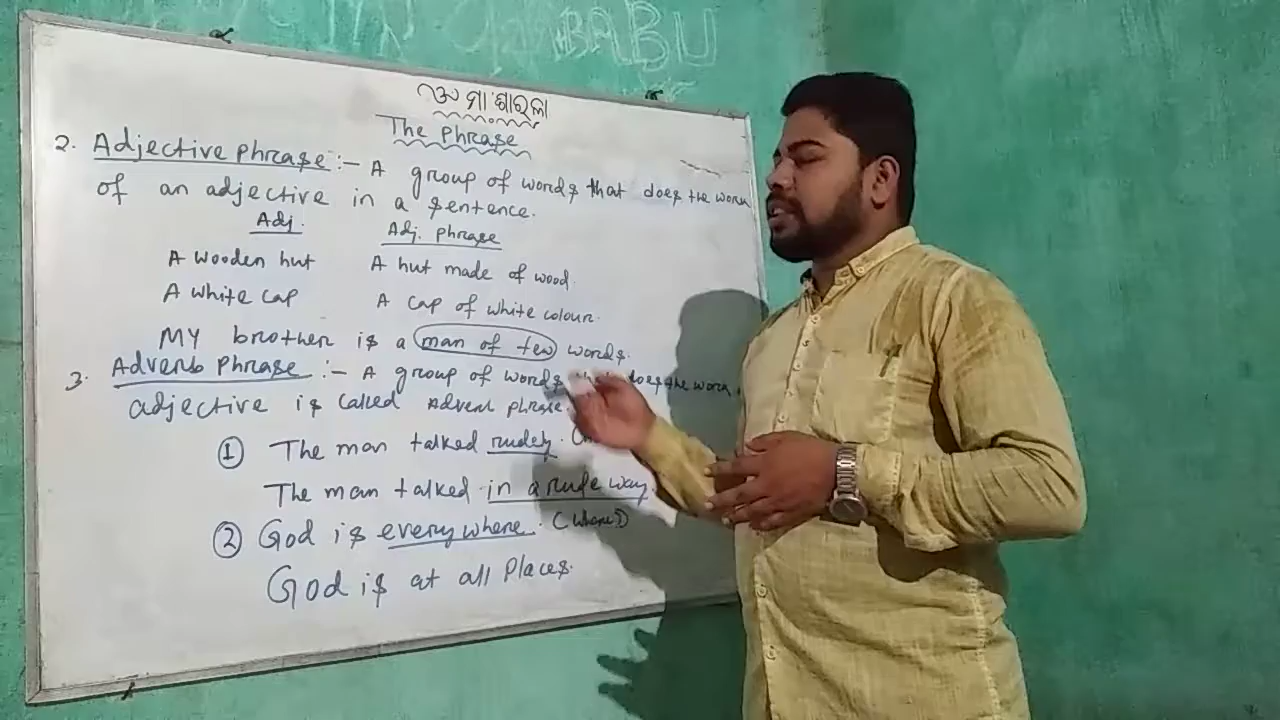 BABU
ଓଁ ମା ଶାରଳା
The Phrase
2. Adjective phrase :- A group of words that does the work
of an adjective in a sentence.
Adj. Adj. phrase
A wooden hut A hut made of wood.
A white cap A cap of white colour.
MY brother is a man of few words.
3. Adverb phrase :- A group of words that does the work
adjective is called Adverb phrase
① The man talked rudely.
The man talked in a rude way.
② God is everywhere. (Where?)
God is at all Places.